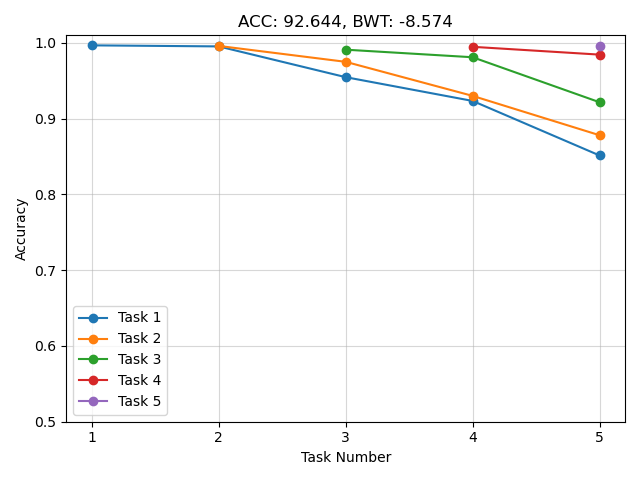 ACC: 92.644, BWT: -8.574
1.0
0.9
0.8
0.7
0.6
0.5
Accuracy
Task 1
Task 2
Task 3
Task 4
Task 5
1 2 3 4 5
Task Number